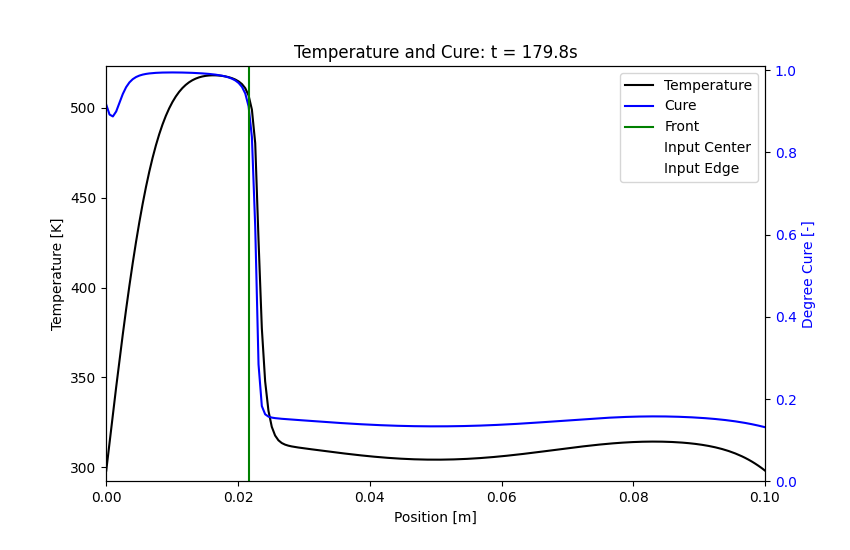 Temperature and Cure: t = 179.8s
Temperature
Cure
Front
Input Center
Input Edge
Temperature [K]
500
450
400
350
300
Degree Cure [-]
1.0
0.8
0.6
0.4
0.2
0.0
0.00 0.02 0.04 0.06 0.08 0.10
Position [m]